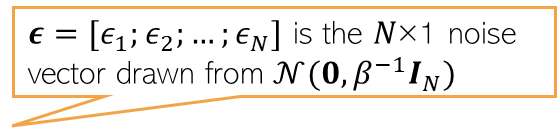 𝝐 = [𝜖₁; 𝜖₂; … ; 𝜖_N] is the N×1 noise
vector drawn from 𝒩(𝟎, β⁻¹𝑰_N)